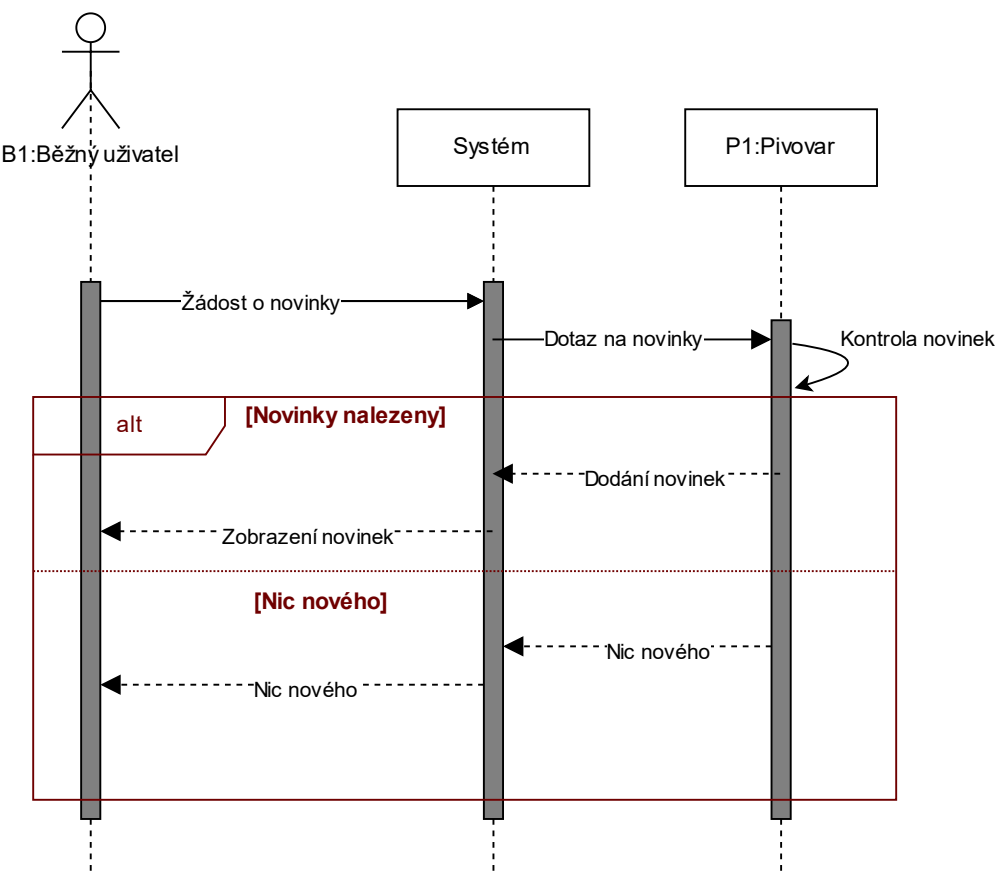 B1:Běžný uživatel
Systém
P1:Pivovar
Žádost o novinky
Dotaz na novinky
Kontrola novinek
alt
[Novinky nalezeny]
Dodání novinek
Zobrazení novinek
[Nic nového]
Nic nového
Nic nového